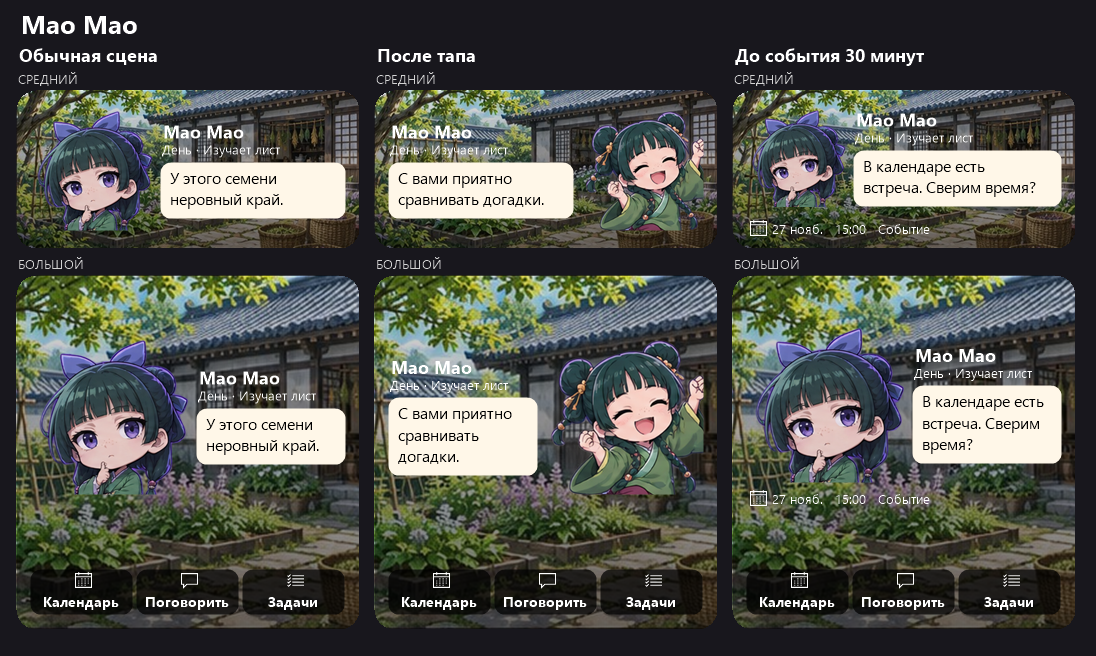 Mao Mao
Обычная сцена
СРЕДНИЙ
Mao Mao
День · Изучает лист
У этого семени
неровный край.
БОЛЬШОЙ
Mao Mao
День · Изучает лист
У этого семени
неровный край.
Календарь
Поговорить
Задачи
После тапа
СРЕДНИЙ
Mao Mao
День · Изучает лист
С вами приятно
сравнивать догадки.
БОЛЬШОЙ
Mao Mao
День · Изучает лист
С вами приятно
сравнивать
догадки.
Календарь
Поговорить
Задачи
До события 30 минут
СРЕДНИЙ
Mao Mao
День · Изучает лист
В календаре есть
встреча. Сверим время?
27 нояб. 15:00 Событие
БОЛЬШОЙ
Mao Mao
День · Изучает лист
В календаре есть
встреча. Сверим
время?
27 нояб. 15:00 Событие
Календарь
Поговорить
Задачи